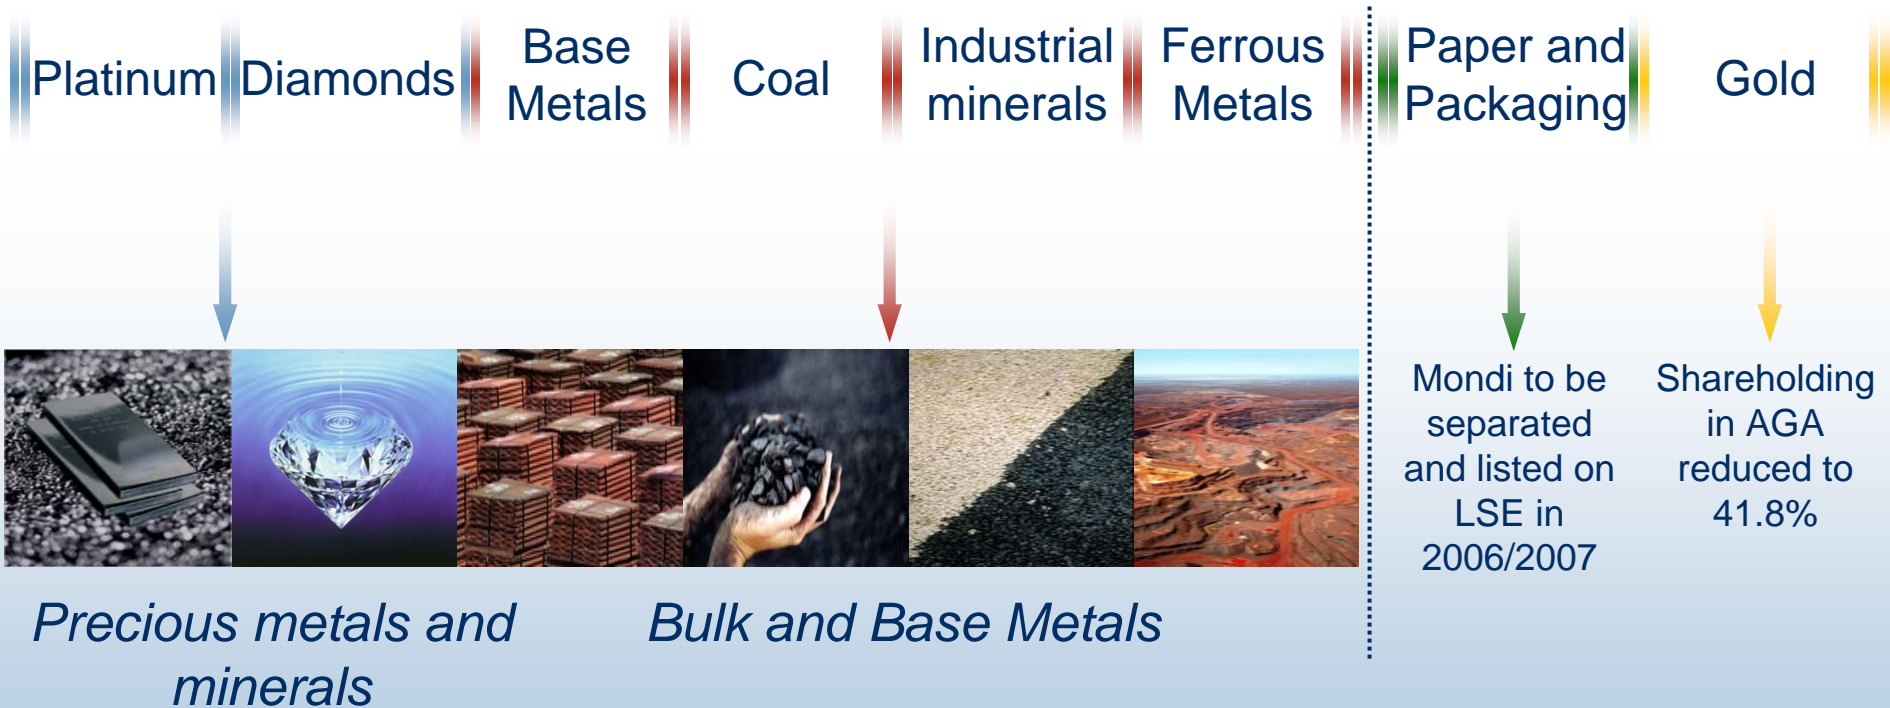 Platinum
Diamonds
Base
Metals
Coal
Industrial
minerals
Ferrous
Metals
Paper and
Packaging
Gold
Mondi to be
separated
and listed on
LSE in
2006/2007
Shareholding
in AGA
reduced to
41.8%
Precious metals and
minerals
Bulk and Base Metals